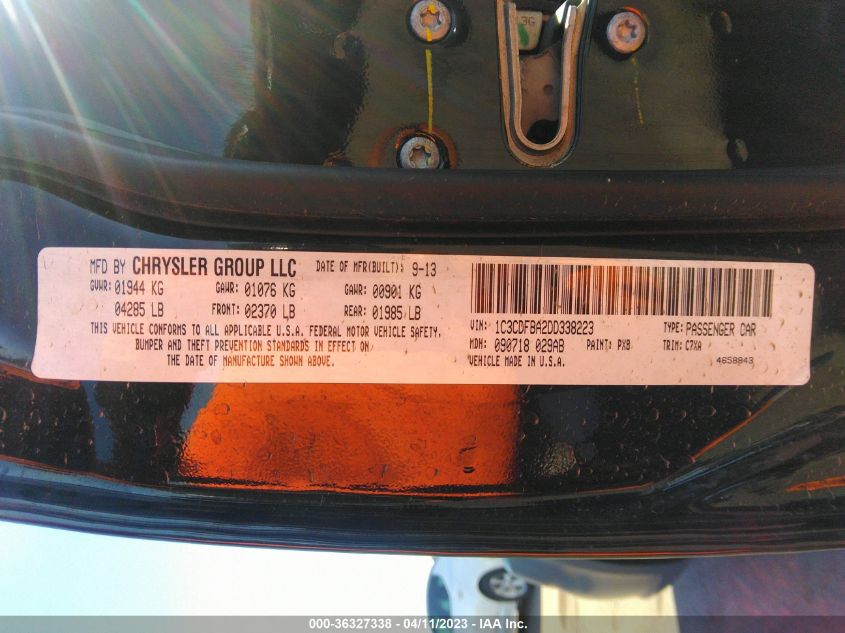 3G
MFD BY CHRYSLER GROUP LLC DATE OF MFR(BUILT): 9-13
GVWR: 01944 KG GAWR: 01076 KG GAWR: 00901 KG
04285 LB FRONT: 02370 LB REAR: 01985 LB
THIS VEHICLE CONFORMS TO ALL APPLICABLE U.S.A. FEDERAL MOTOR VEHICLE SAFETY,
BUMPER AND THEFT PREVENTION STANDARDS IN EFFECT ON
THE DATE OF MANUFACTURE SHOWN ABOVE.
VIN: 1C3CDFBA2DD338223 TYPE: PASSENGER CAR
MDH: 090718 029AB PAINT: PX8 TRIM: C7XA
VEHICLE MADE IN U.S.A. 4658843
000-36327338 - 04/11/2023 - I.A.A Inc.